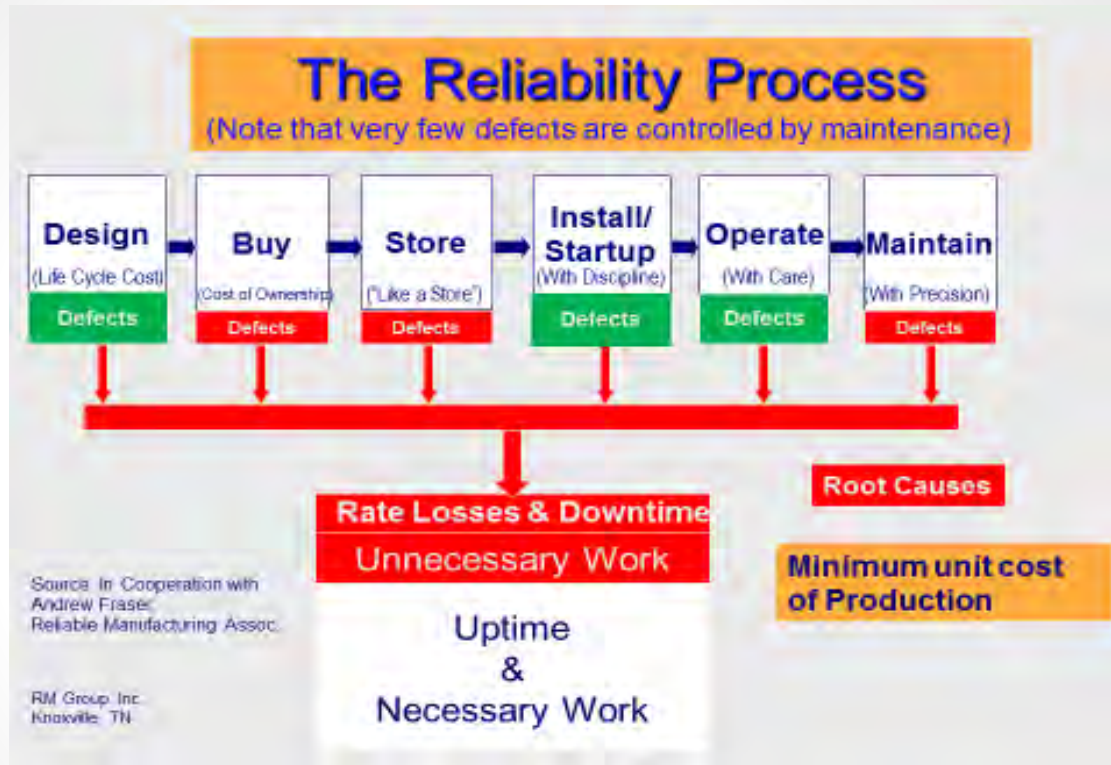 The Reliability Process
(Note that very few defects are controlled by maintenance)
Design
(Life Cycle Cost)
Defects
Buy
(Cost of Ownership)
Defects
Store
("Like a Store")
Defects
Install/
Startup
(With Discipline)
Defects
Operate
(With Care)
Defects
Maintain
(With Precision)
Defects
Root Causes
Rate Losses & Downtime
Unnecessary Work
Minimum unit cost
of Production
Uptime
&
Necessary Work
Source In Cooperation with
Andrew Fraser,
Reliable Manufacturing Assoc.
RM Group Inc
Knoxville TN